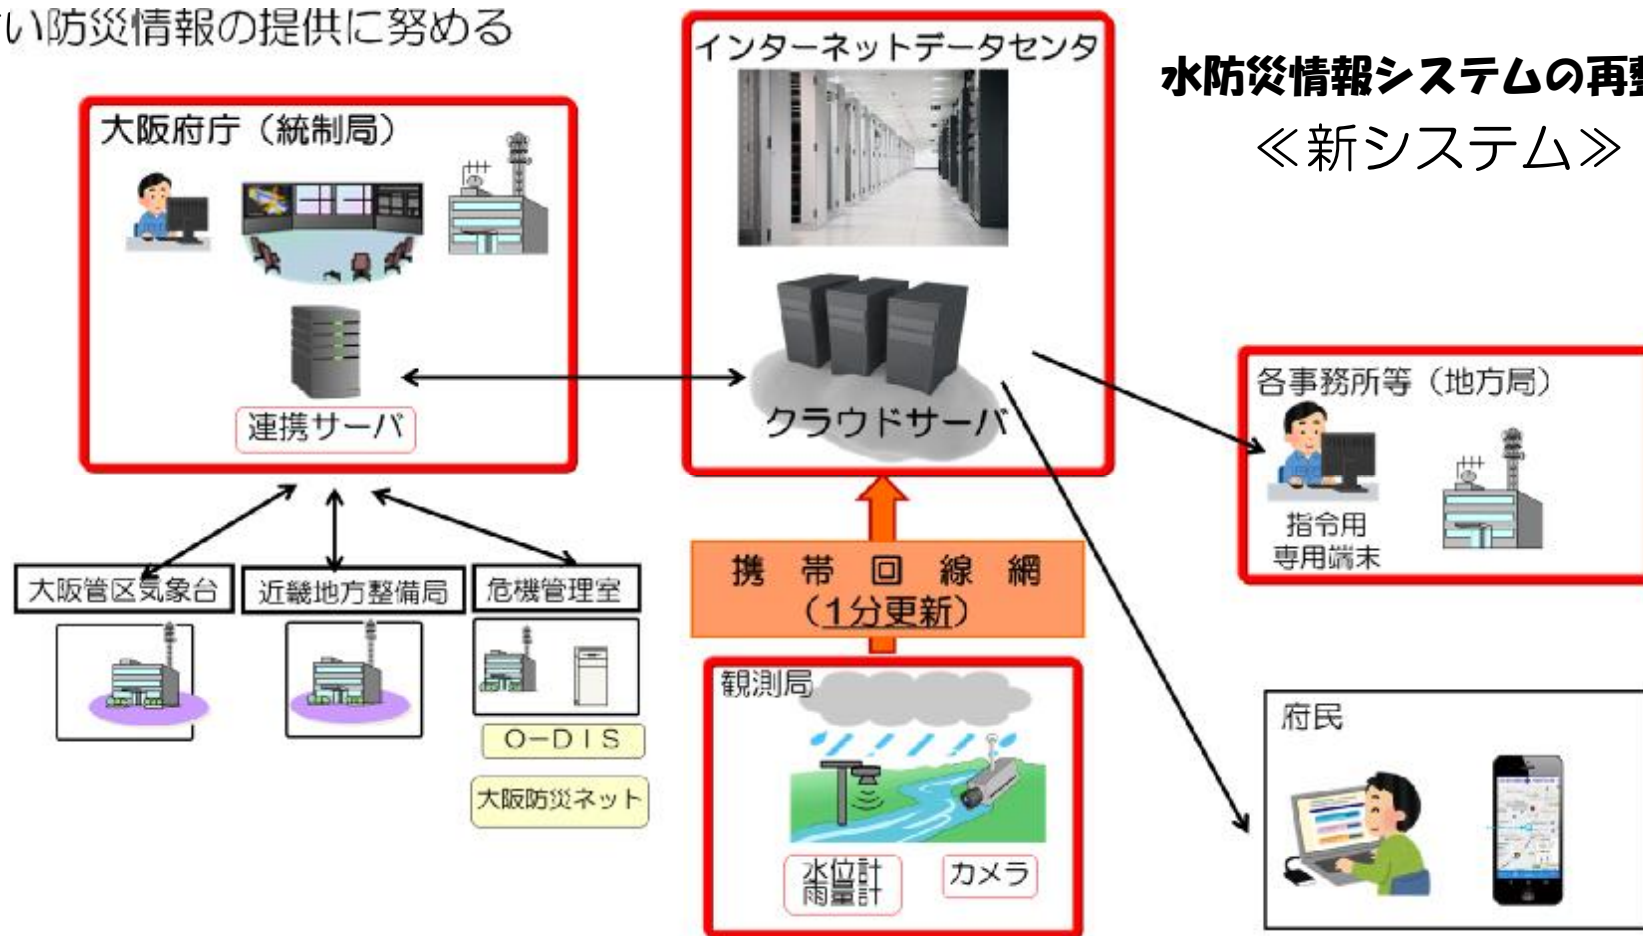 い防災情報の提供に努める
水防災情報システムの再整
≪新システム≫
インターネットデータセンタ
クラウドサーバ
大阪府庁（統制局）
連携サーバ
大阪管区気象台
近畿地方整備局
危機管理室
O-DIS
大阪防災ネット
携帯回線網
（1分更新）
観測局
水位計
雨量計
カメラ
各事務所等（地方局）
指令用
専用端末
府民